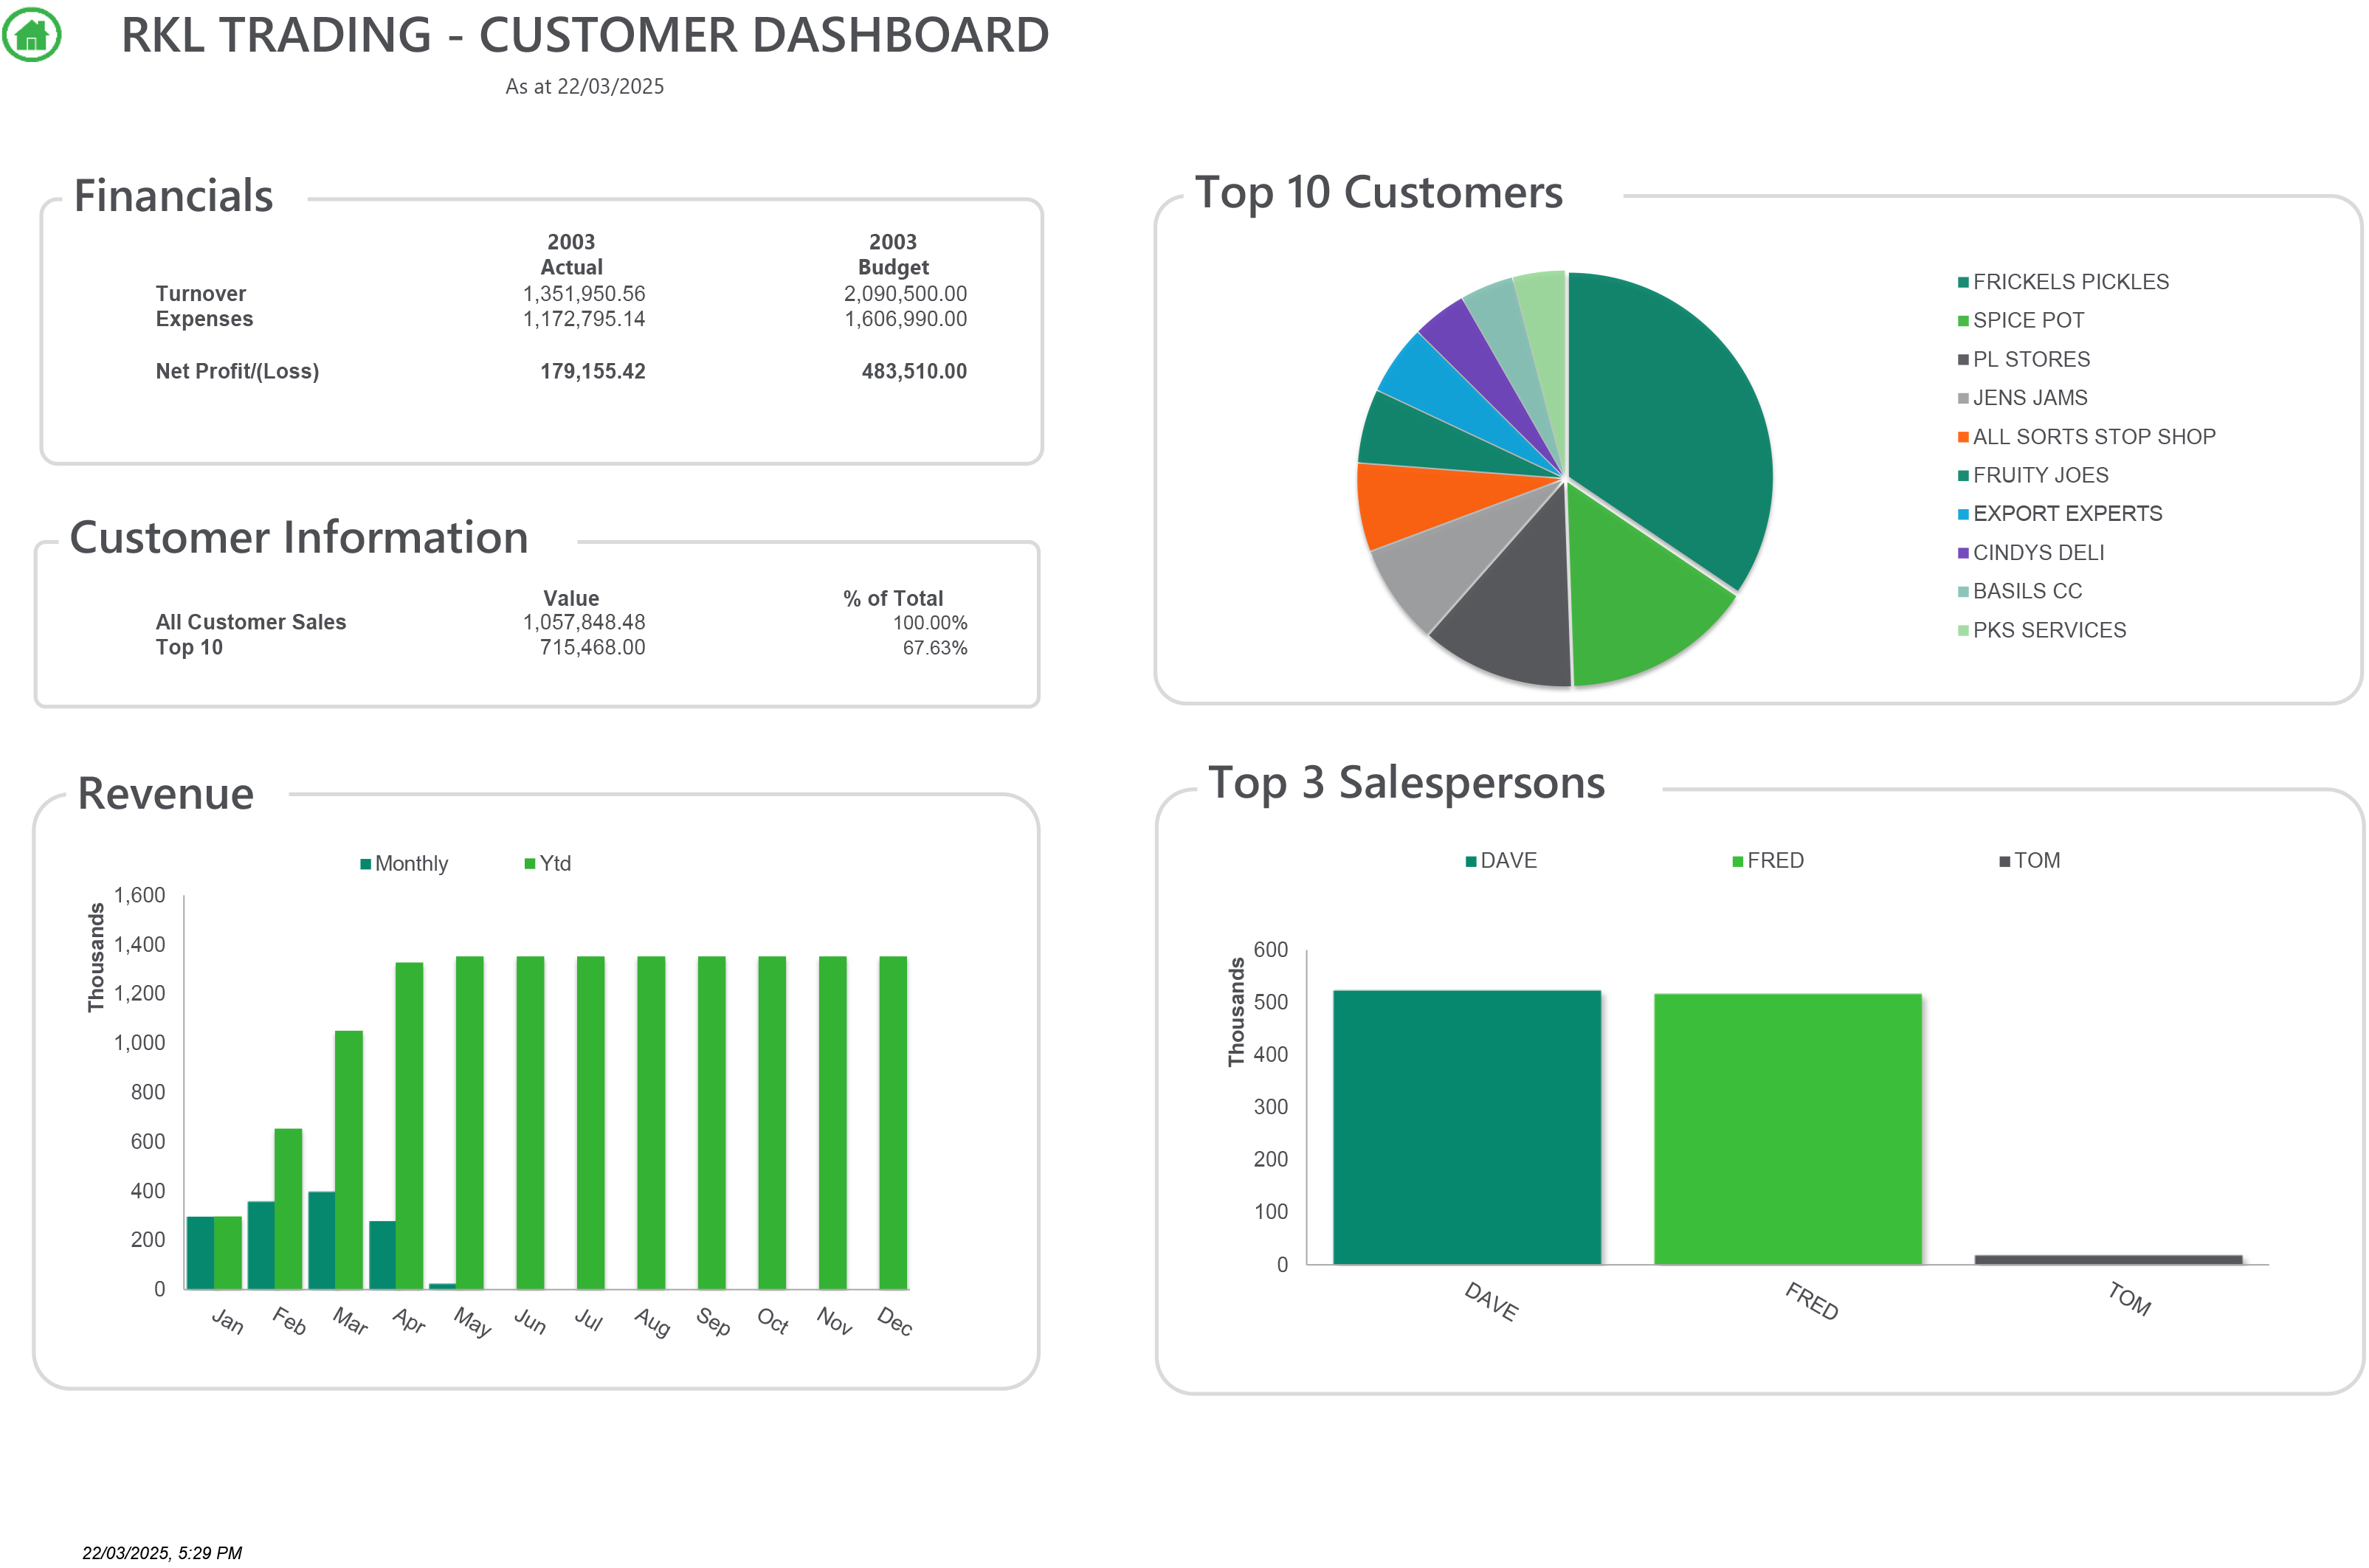 RKL TRADING - CUSTOMER DASHBOARD
As at 22/03/2025
Financials
2003 2003
Actual Budget
Turnover 1,351,950.56 2,090,500.00
Expenses 1,172,795.14 1,606,990.00
Net Profit/(Loss) 179,155.42 483,510.00
Customer Information
Value % of Total
All Customer Sales 1,057,848.48 100.00%
Top 10 715,468.00 67.63%
Top 10 Customers
FRICKELS PICKLES
SPICE POT
PL STORES
JENS JAMS
ALL SORTS STOP SHOP
FRUITY JOES
EXPORT EXPERTS
CINDYS DELI
BASILS CC
PKS SERVICES
Revenue
Monthly Ytd
Thousands
1,600
1,400
1,200
1,000
800
600
400
200
0
Jan Feb Mar Apr May Jun Jul Aug Sep Oct Nov Dec
Top 3 Salespersons
DAVE FRED TOM
Thousands
600
500
400
300
200
100
0
DAVE FRED TOM
22/03/2025, 5:29 PM